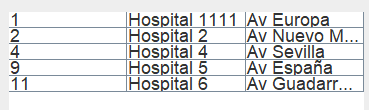 1 Hospital 1111 Av Europa
2 Hospital 2 Av Nuevo M...
4 Hospital 4 Av Sevilla
9 Hospital 5 Av España
11 Hospital 6 Av Guadarr...